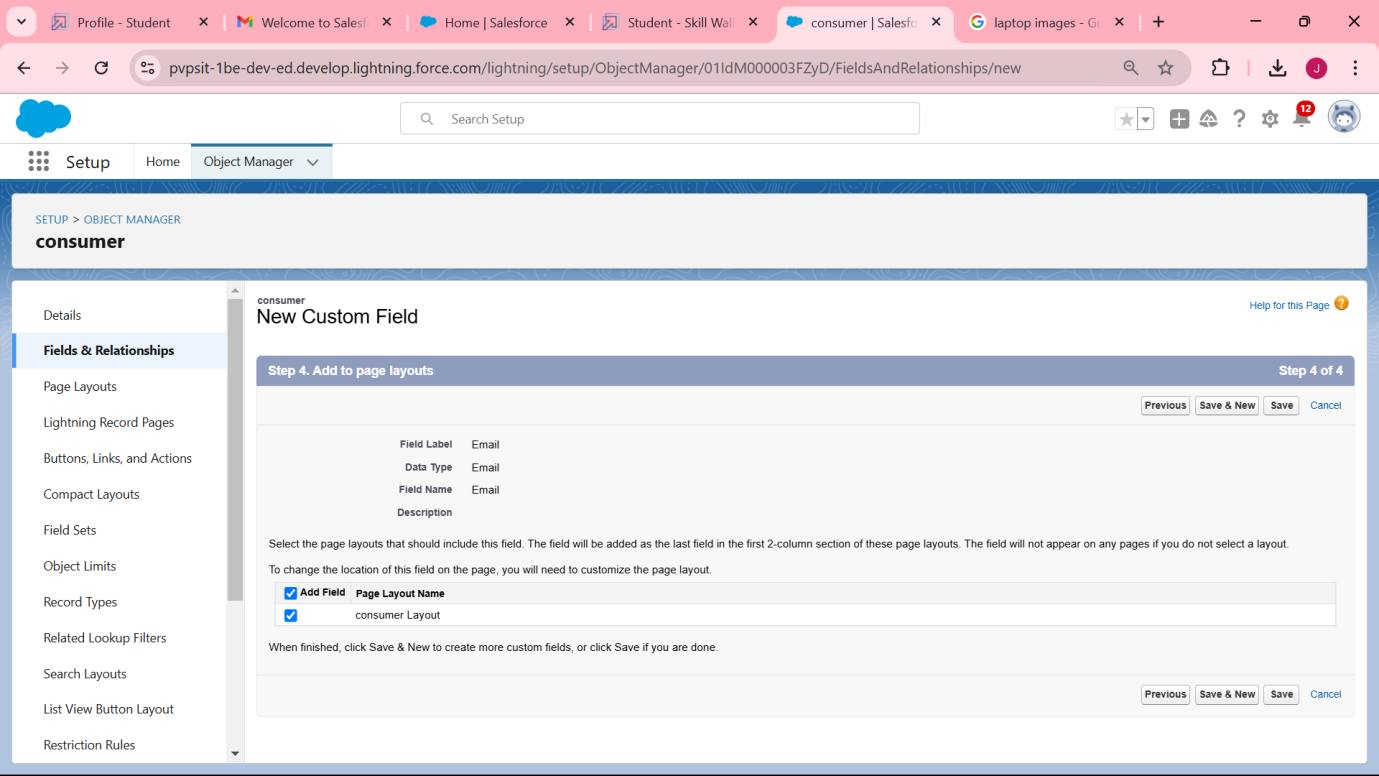 Profile - Student
Welcome to Salesf
Home | Salesforce
Student - Skill Wall
consumer | Salesfo
laptop images - Go
pvpsit-1be-dev-ed.develop.lightning.force.com/lightning/setup/ObjectManager/01IdM000003FZyD/FieldsAndRelationships/new
J
Search Setup
12
Setup
Home
Object Manager
SETUP > OBJECT MANAGER
consumer
Details
Fields & Relationships
Page Layouts
Lightning Record Pages
Buttons, Links, and Actions
Compact Layouts
Field Sets
Object Limits
Record Types
Related Lookup Filters
Search Layouts
List View Button Layout
Restriction Rules
consumer
New Custom Field
Help for this Page ?
Step 4. Add to page layouts Step 4 of 4
Previous Save & New Save Cancel
Field Label Email
Data Type Email
Field Name Email
Description
Select the page layouts that should include this field. The field will be added as the last field in the first 2-column section of these page layouts. The field will not appear on any pages if you do not select a layout.
To change the location of this field on the page, you will need to customize the page layout.
Add Field Page Layout Name
consumer Layout
When finished, click Save & New to create more custom fields, or click Save if you are done.
Previous Save & New Save Cancel